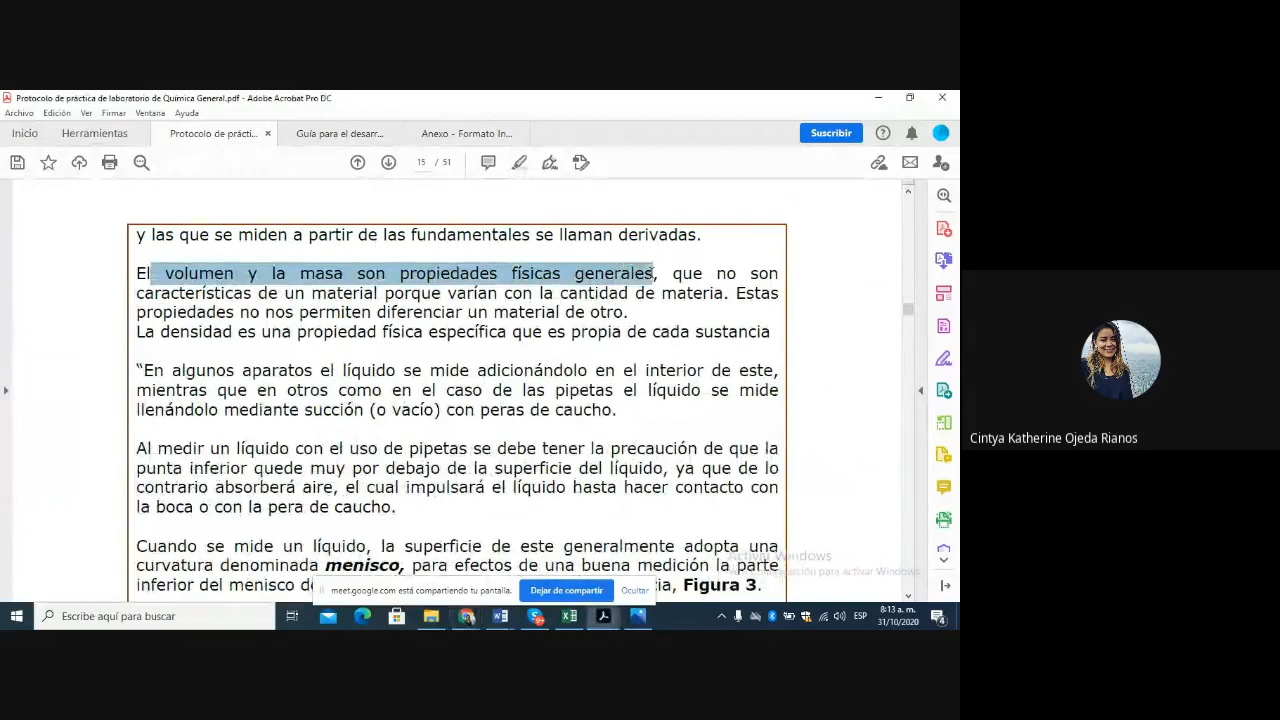 Protocolo de práctica de laboratorio de Quimica General.pdf - Adobe Acrobat Pro DC
Archivo Edición Ver Firmar Ventana Ayuda
Inicio Herramientas Protocolo de prácti... × Guía para el desarr... Anexo - Formato In... Suscribir
15 / 51
y las que se miden a partir de las fundamentales se llaman derivadas.
El volumen y la masa son propiedades físicas generales, que no son
características de un material porque varían con la cantidad de materia. Estas
propiedades no nos permiten diferenciar un material de otro.
La densidad es una propiedad física específica que es propia de cada sustancia
“En algunos aparatos el líquido se mide adicionándolo en el interior de este,
mientras que en otros como en el caso de las pipetas el líquido se mide
llenándolo mediante succión (o vacío) con peras de caucho.
Al medir un líquido con el uso de pipetas se debe tener la precaución de que la
punta inferior quede muy por debajo de la superficie del líquido, ya que de lo
contrario absorberá aire, el cual impulsará el líquido hasta hacer contacto con
la boca o con la pera de caucho.
Cuando se mide un líquido, la superficie de este generalmente adopta una
curvatura denominada menisco, para efectos de una buena medición la parte
inferior del menisco Figura 3.
Activar Windows
para activar Windows
meet.google.com está compartiendo tu pantalla. Dejar de compartir Ocultar
Escribe aquí para buscar
ESP
8:13 a. m.
31/10/2020
4
Cintya Katherine Ojeda Rianos